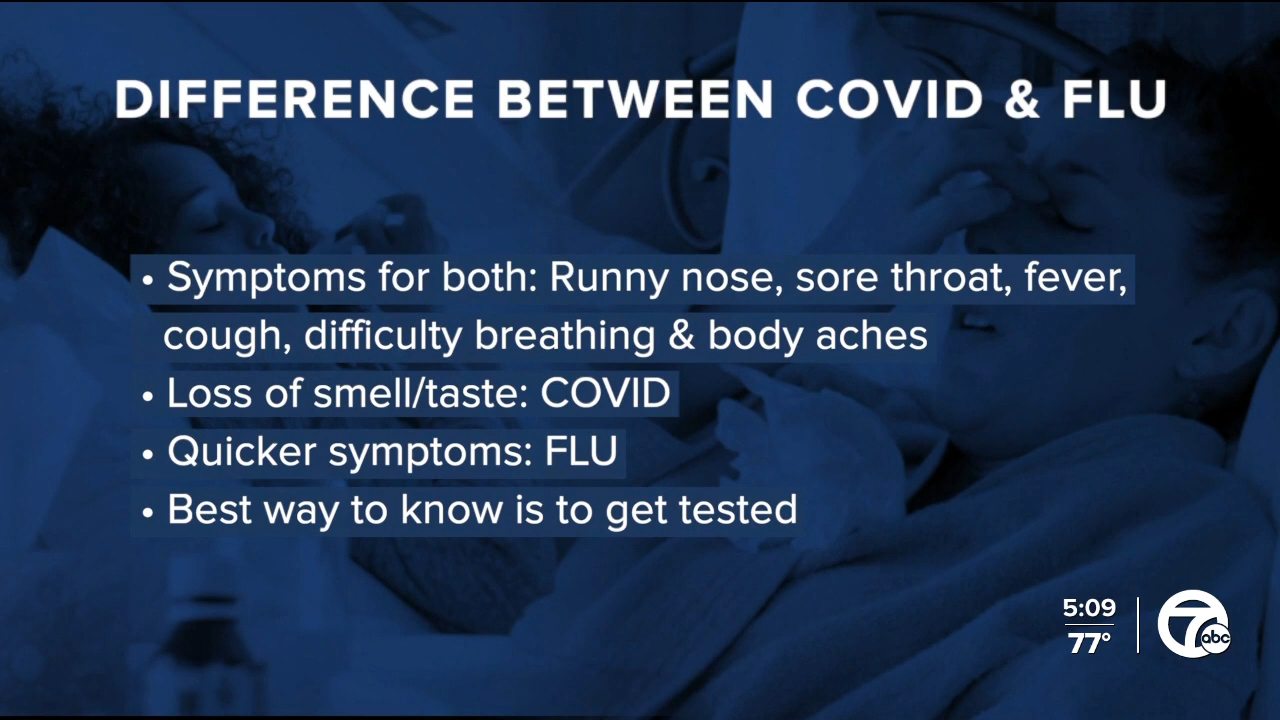 DIFFERENCE BETWEEN COVID & FLU
• Symptoms for both: Runny nose, sore throat, fever,
cough, difficulty breathing & body aches
• Loss of smell/taste: COVID
• Quicker symptoms: FLU
• Best way to know is to get tested
5:09
77°
7 abc